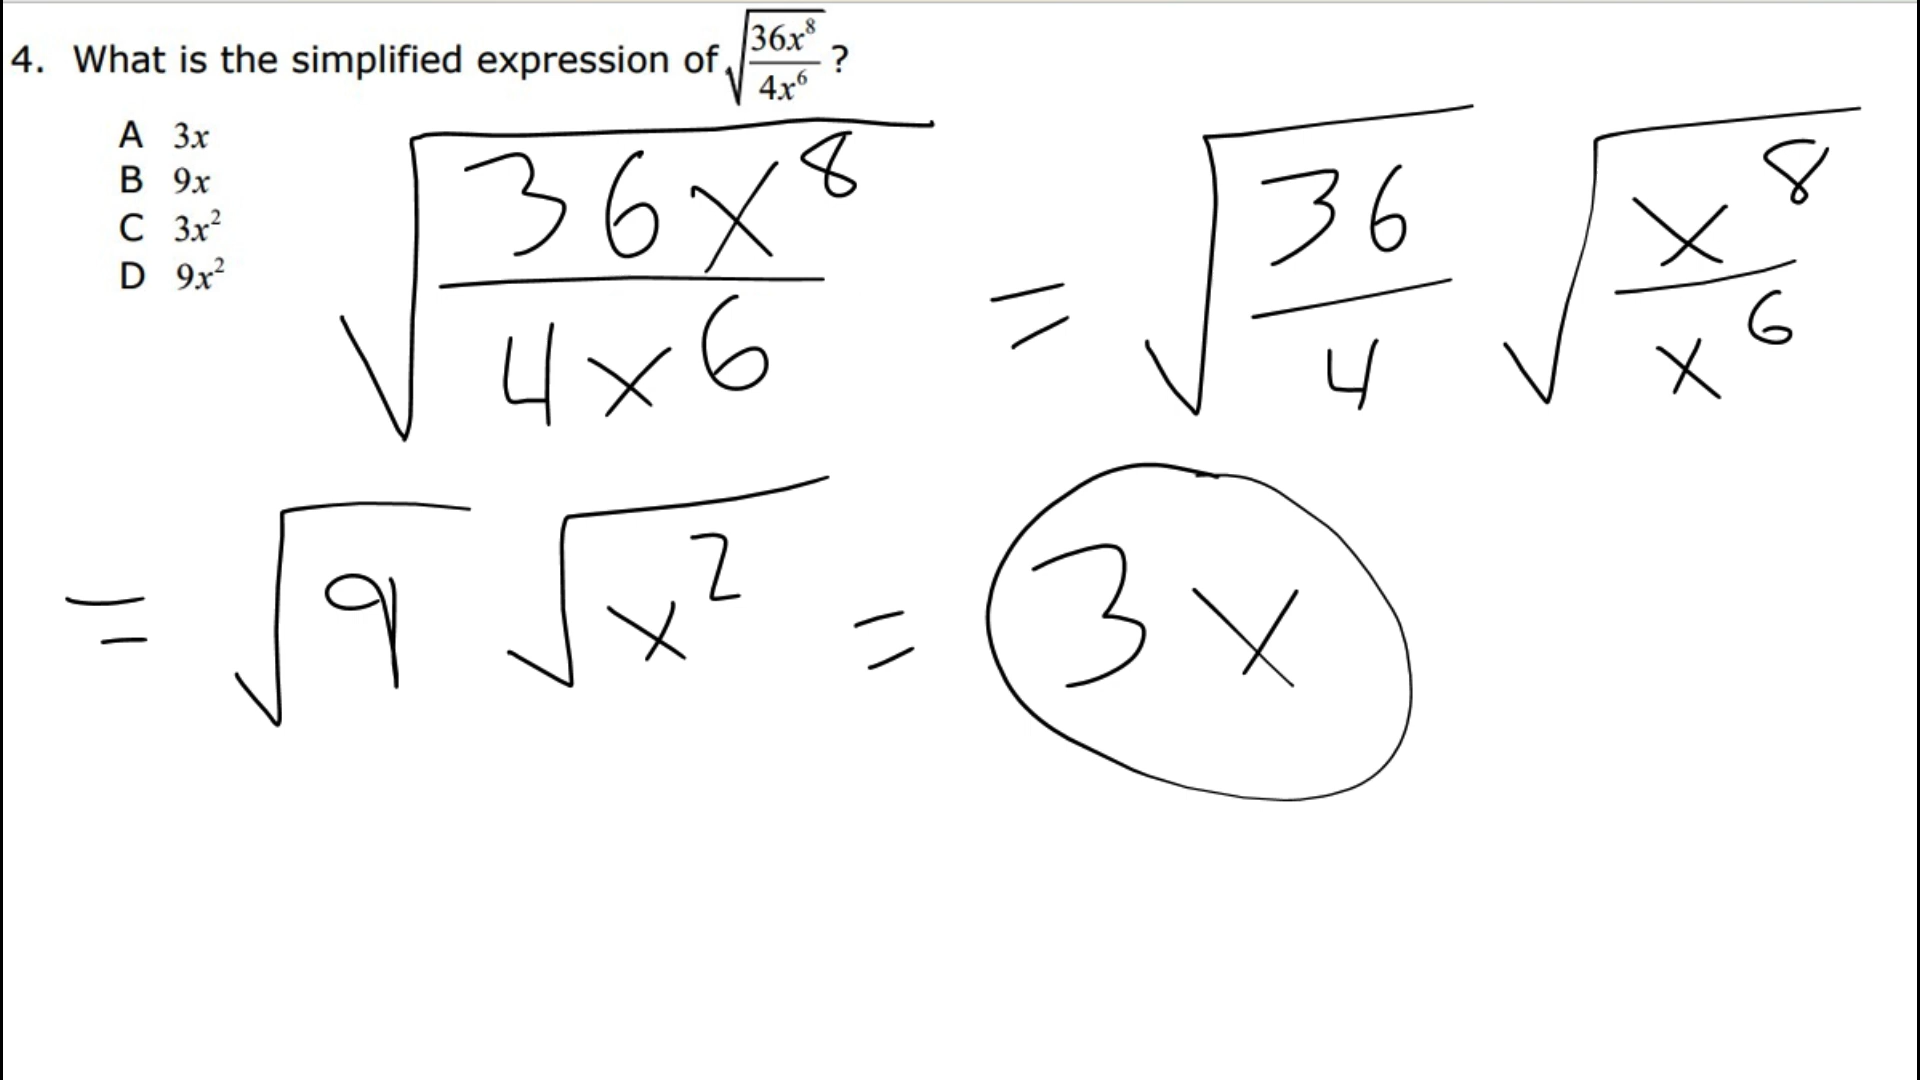 4. What is the simplified expression of √(36x⁸/4x⁶) ?
A 3x
B 9x
C 3x²
D 9x²
√(36x⁸/4x⁶) = √(36/4) √(x⁸/x⁶)
= √9 √x² = 3x